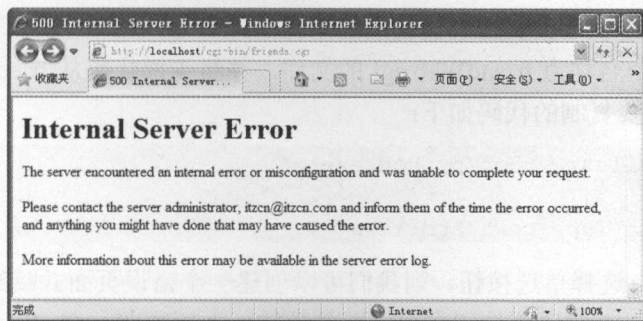 500 Internal Server Error - Windows Internet Explorer
http://localhost/cgi-bin/friends.cgi
收藏夹 500 Internal Server... 页面(P) 安全(S) 工具(O) »
Internal Server Error
The server encountered an internal error or misconfiguration and was unable to complete your request.
Please contact the server administrator, itzcn@itzcn.com and inform them of the time the error occurred,
and anything you might have done that may have caused the error.
More information about this error may be available in the server error log.
完成 Internet 100%